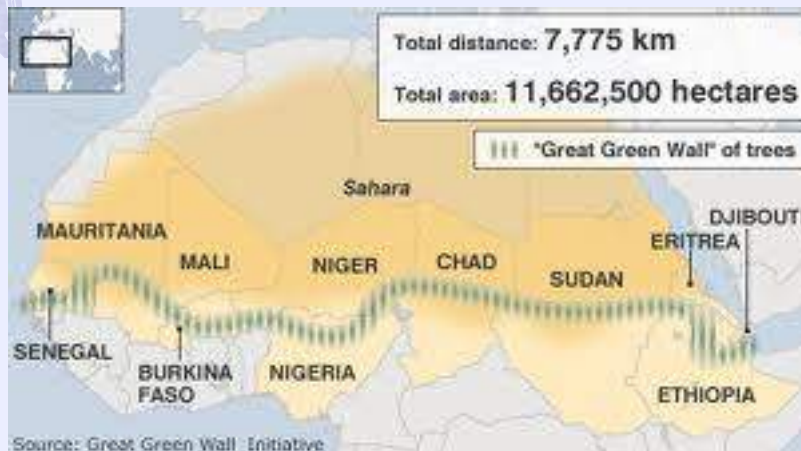 Total distance: 7,775 km
Total area: 11,662,500 hectares
"Great Green Wall" of trees
Sahara
DJIBOUT
MAURITANIA
ERITREA
MALI
NIGER
CHAD
SUDAN
SENEGAL
BURKINA
FASO
NIGERIA
ETHIOPIA
Source: Great Green Wall Initiative